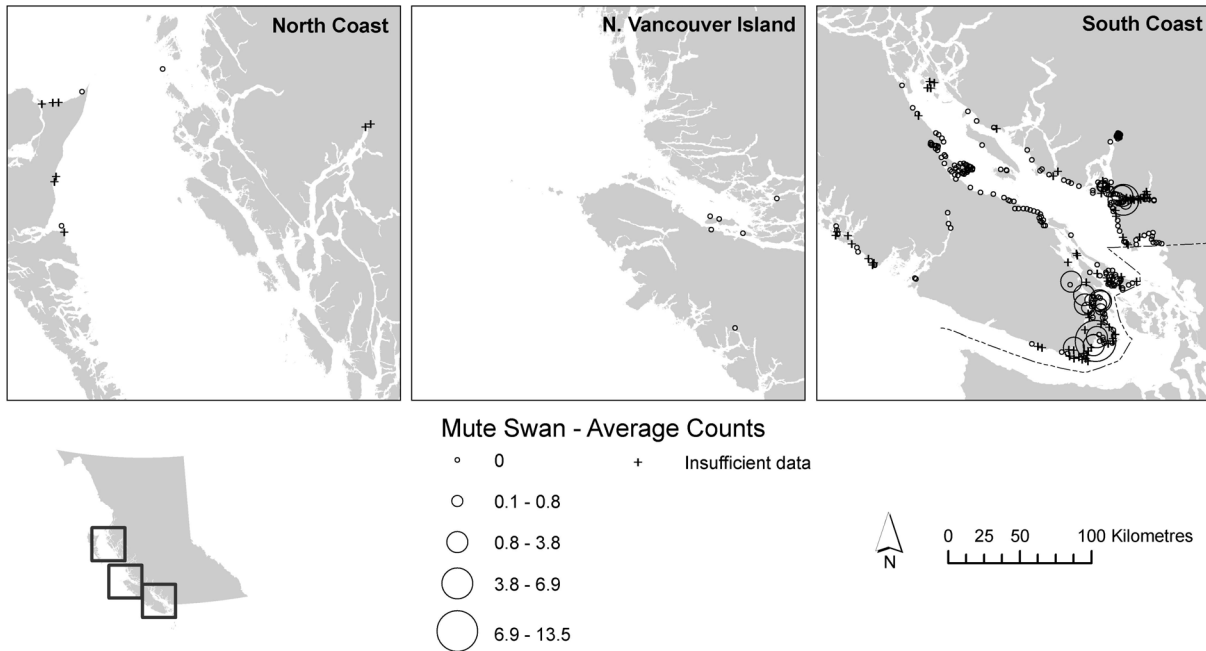 North Coast
N. Vancouver Island
South Coast
Mute Swan - Average Counts
0
Insufficient data
0.1 - 0.8
0.8 - 3.8
3.8 - 6.9
6.9 - 13.5
N
0 25 50 100 Kilometres